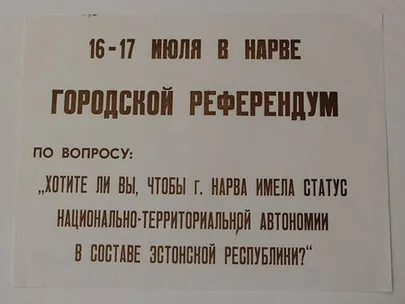 16-17 ИЮЛЯ В НАРВЕ
ГОРОДСКОЙ РЕФЕРЕНДУМ
ПО ВОПРОСУ:
„ХОТИТЕ ЛИ ВЫ, ЧТОБЫ г. НАРВА ИМЕЛА СТАТУС
НАЦИОНАЛЬНО-ТЕРРИТОРИАЛЬНОЙ АВТОНОМИИ
В СОСТАВЕ ЭСТОНСКОЙ РЕСПУБЛИКИ?"